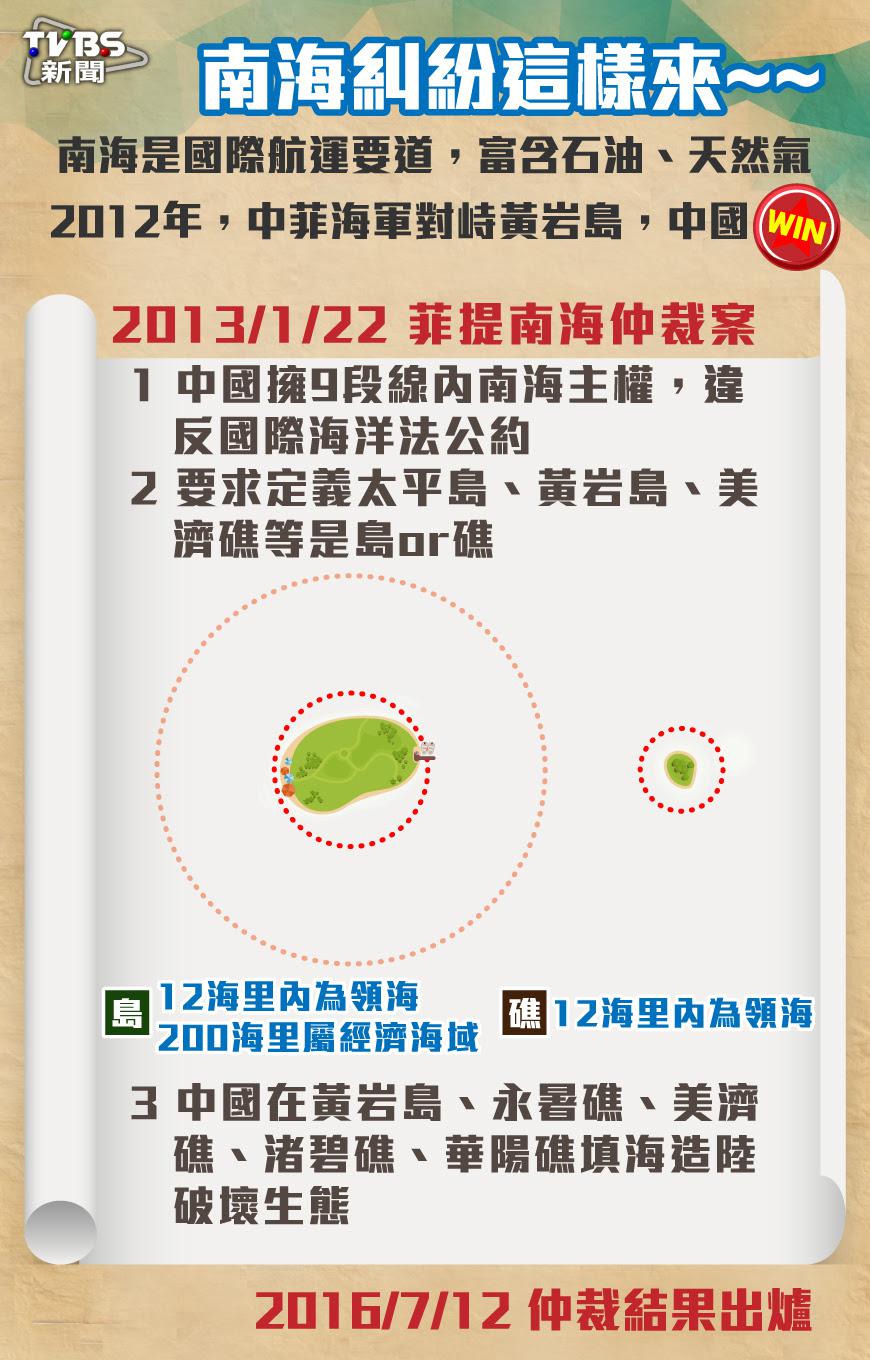 TVBS
新聞
南海糾紛這樣來~~
南海是國際航運要道，富含石油、天然氣
2012年，中菲海軍對峙黃岩島，中國 WIN
2013/1/22 菲提南海仲裁案
1 中國擁9段線內南海主權，違
反國際海洋法公約
2 要求定義太平島、黃岩島、美
濟礁等是島or礁
島 12海里內為領海
200海里屬經濟海域
礁 12海里內為領海
3 中國在黃岩島、永暑礁、美濟
礁、渚碧礁、華陽礁填海造陸
破壞生態
2016/7/12 仲裁結果出爐